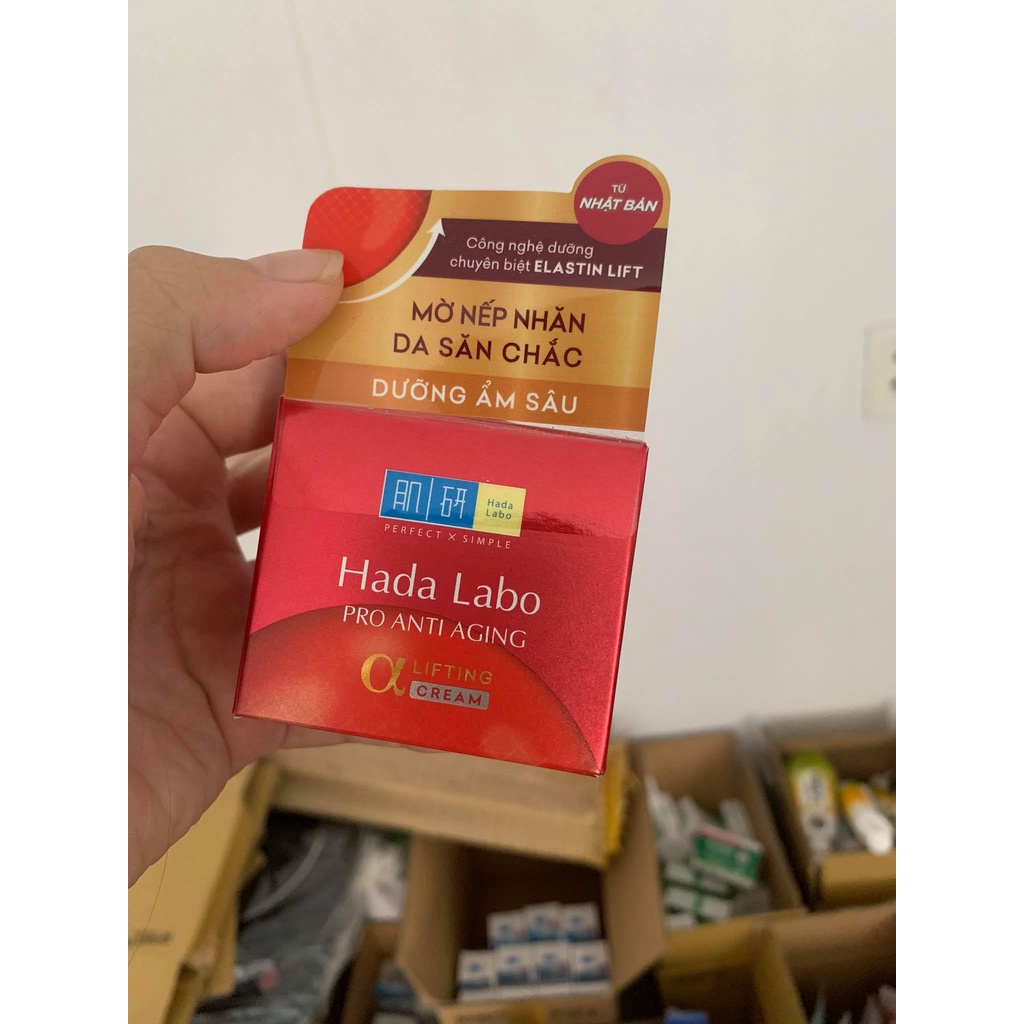 TỪ
NHẬT BẢN
Công nghệ dưỡng
chuyên biệt ELASTIN LIFT
MỜ NẾP NHĂN
DA SĂN CHẮC
DƯỠNG ẨM SÂU
肌研
Hada
Labo
PERFECT X SIMPLE
Hada Labo
PRO ANTI AGING
α LIFTING
CREAM